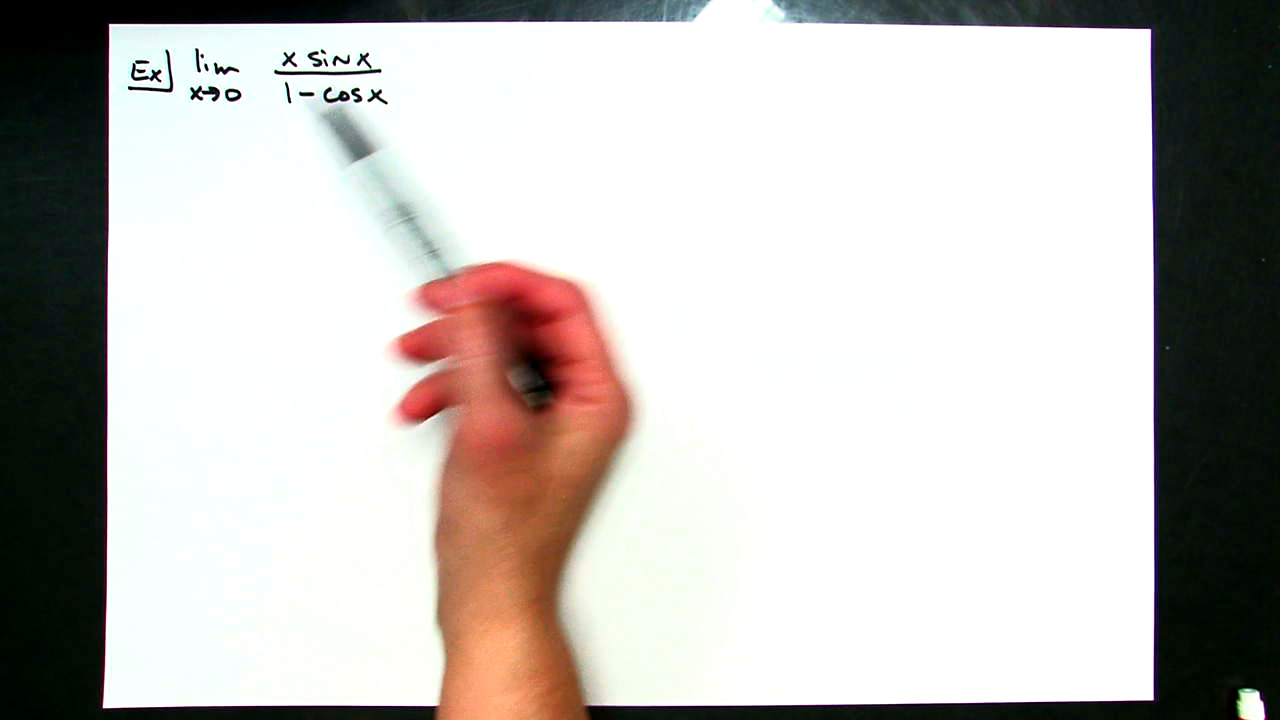 Ex] lim x sin x
x→0 1 - cos x